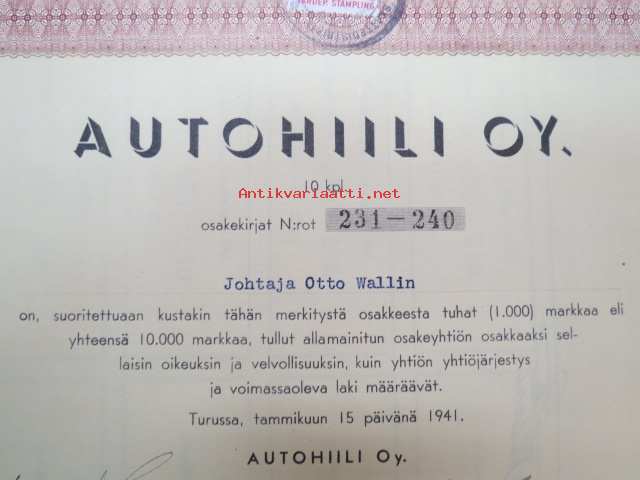 STÄMPLING
AUTOHIILI OY.
10 kpl
Antikvariaatti.net
osakekirjat N:rot 231—240
Johtaja Otto Wallin
on, suoritettuaan kustakin tähän merkitystä osakkeesta tuhat (1.000) markkaa eli
yhteensä 10.000 markkaa, tullut allamainitun osakeyhtiön osakkaaksi sel-
laisin oikeuksin ja velvollisuuksin, kuin yhtiön yhtiöjärjestys
ja voimassaoleva laki määräävät.
Turussa, tammikuun 15 päivänä 1941.
AUTOHIILI Oy.